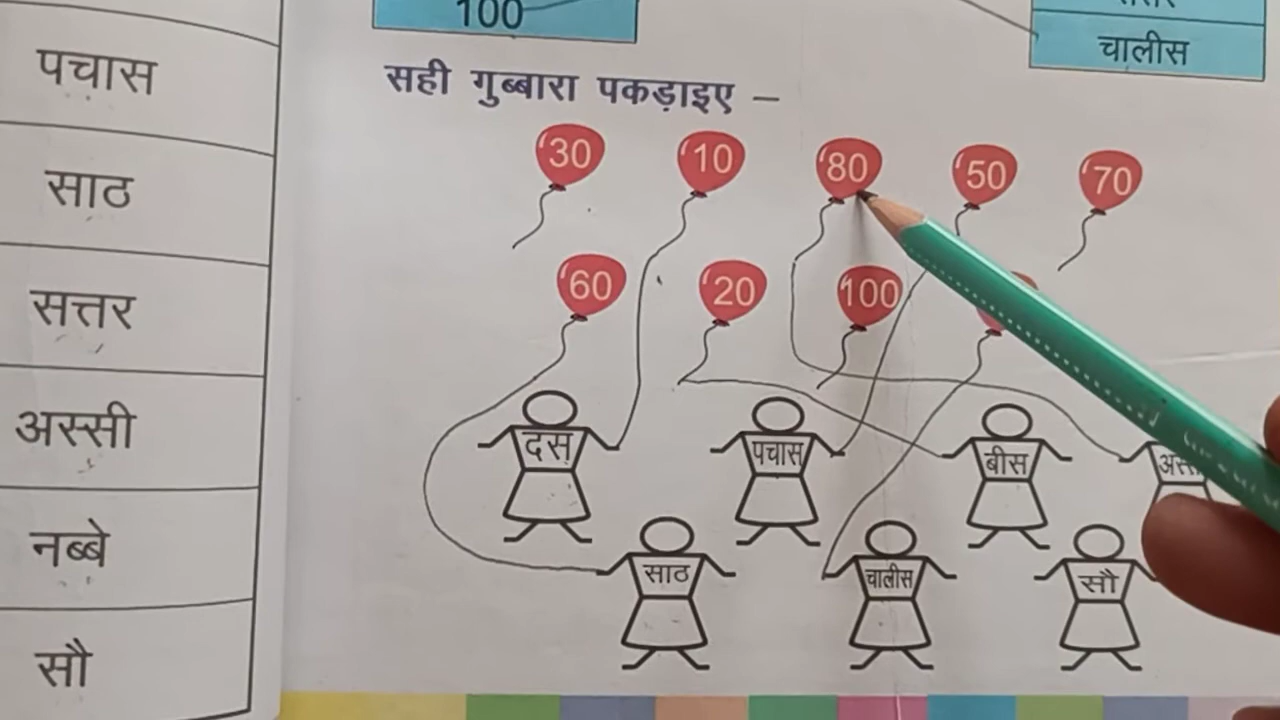 100
चालीस
पचास
साठ
सत्तर
अस्सी
नब्बे
सौ
सही गुब्बारा पकड़ाइए –
30 10 80 50 70
60 20 100
दस पचास बीस
साठ चालीस सौ